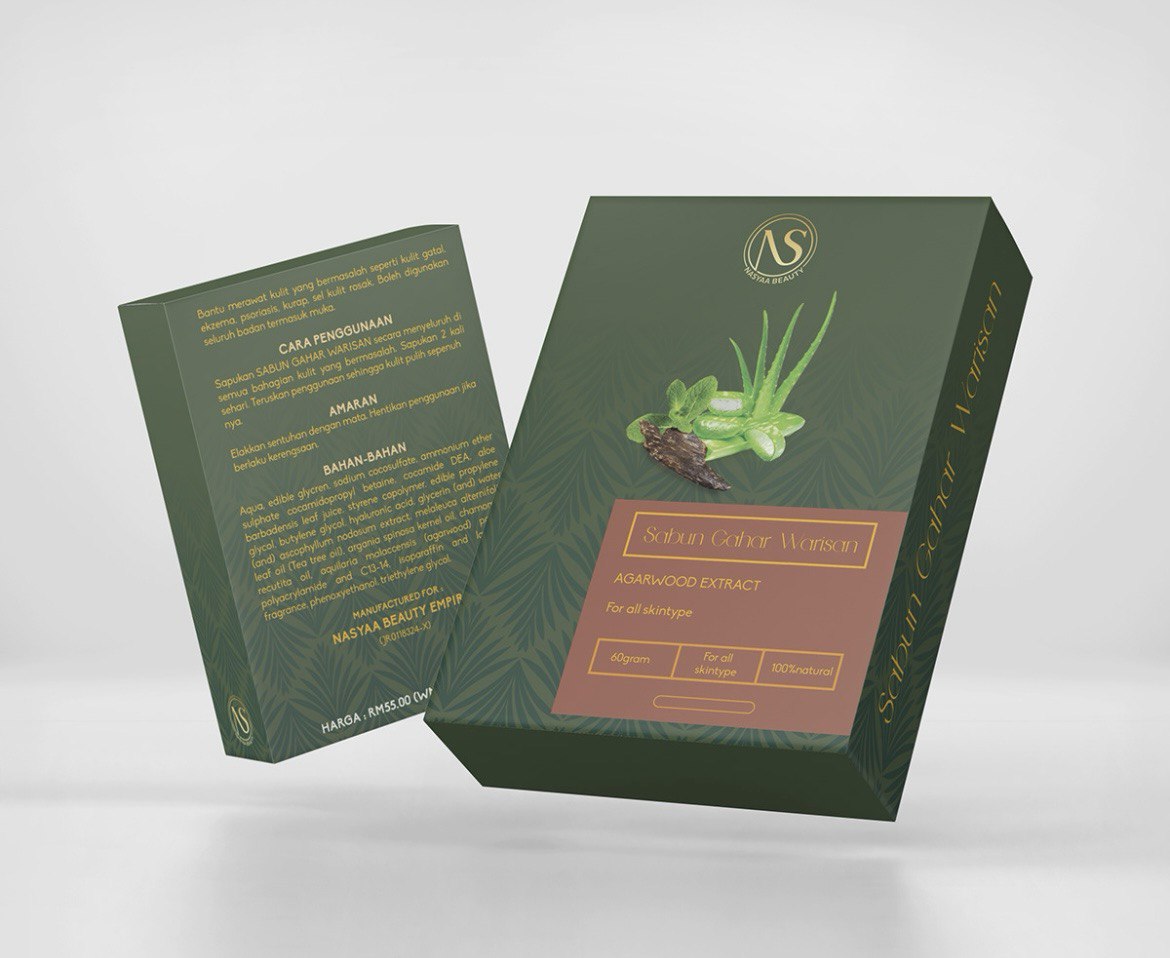 Bantu merawat kulit yang bermasalah seperti kulit gatal,
ekzema, psoriasis, kurap, sel kulit rosak. Boleh digunakan
seluruh badan termasuk muka.
CARA PENGGUNAAN
Sapukan SABUN GAHAR WARISAN secara menyeluruh di
semua bahagian kulit yang bermasalah. Sapukan 2 kali
sehari. Teruskan penggunaan sehingga kulit pulih sepenuh
nya.
AMARAN
Elakkan sentuhan dengan mata. Hentikan penggunaan jika
berlaku kerengsaan.
BAHAN-BAHAN
Aqua, edible glycren, sodium cocosulfate, ammonium ether
sulphate cocamidopropyl betaine, cocamide DEA, aloe
barbadensis leaf juice, styrene copolymer, edible propylene
glycol, butylene glycol, hyaluronic acid, glycerin (and) water
(and) ascophyllum nodosum extract, melaleuca
leaf oil (Tea tree oil), argania spinosa kernel oil,
recutita oil, aquilaria malaccensis (agarwood)
polyacrylamide and C13-14, Isoparaffin and
fragrance, phenoxyethanol, triethylene glycol.
MANUFACTURED FOR :
NASYAA BEAUTY
(JR0118324-X)
HARGA : RM55.00
NS
NS
NASYAA BEAUTY
Sabun Gahar Warisan
AGARWOOD EXTRACT
For all skintype
60gram
For all
skintype
100%natural
Sabun Gahar Warisan